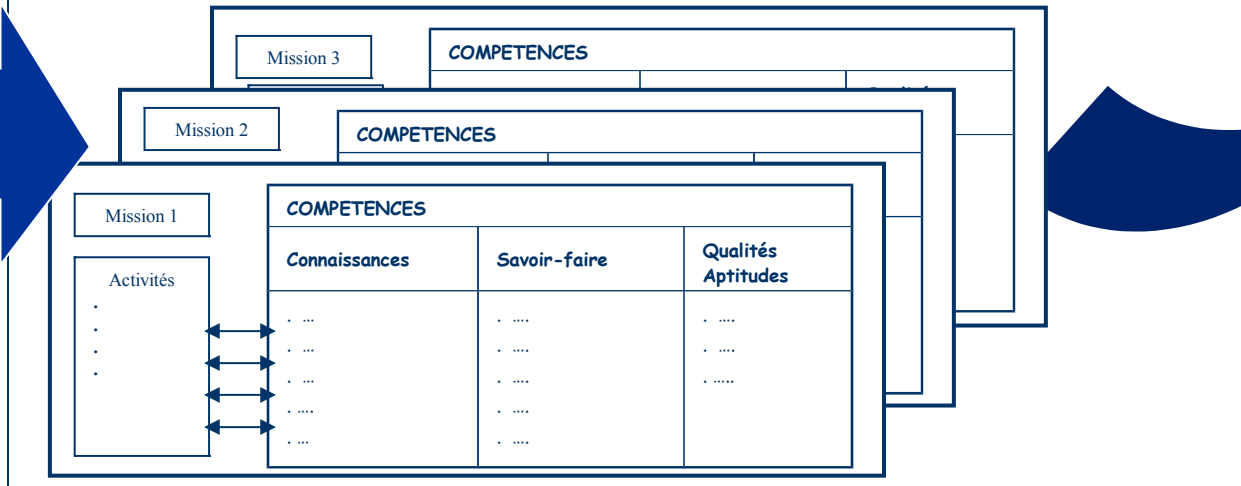 Mission 3
COMPETENCES
Mission 2
COMPETENCES
Mission 1
COMPETENCES
Connaissances
Savoir-faire
Qualités
Aptitudes
Activités
.
.
.
.
. ...
. ...
. ...
. ....
. ...
. ....
. ....
. ....
. ....
. ....
. ....
. ....
. .....